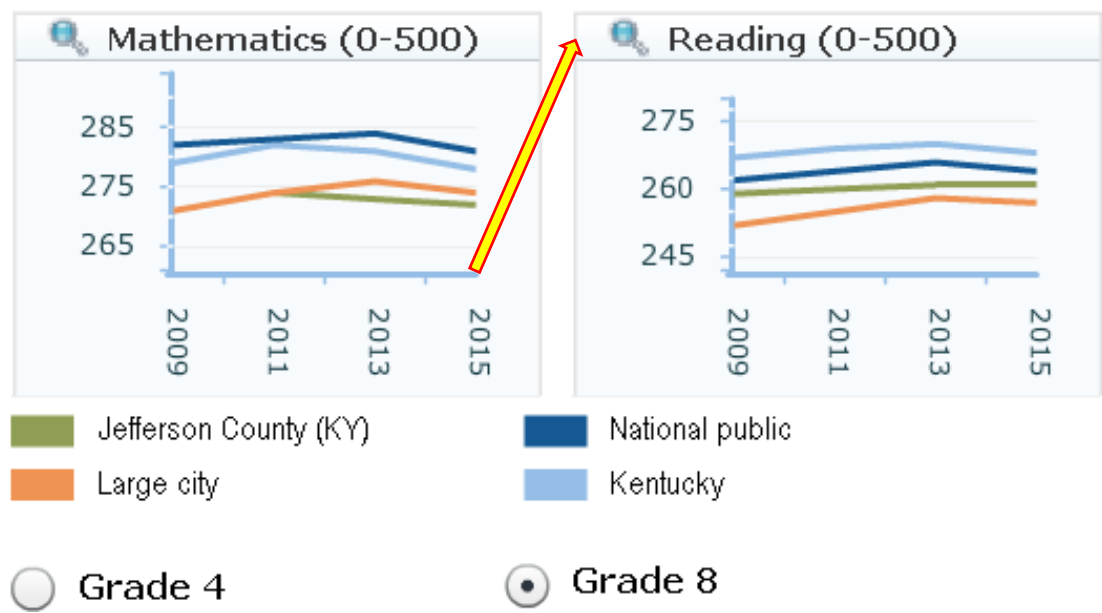 Mathematics (0-500)
285
275
265
2009
2011
2013
2015
Reading (0-500)
275
260
245
2009
2011
2013
2015
Jefferson County (KY)
National public
Large city
Kentucky
Grade 4
Grade 8